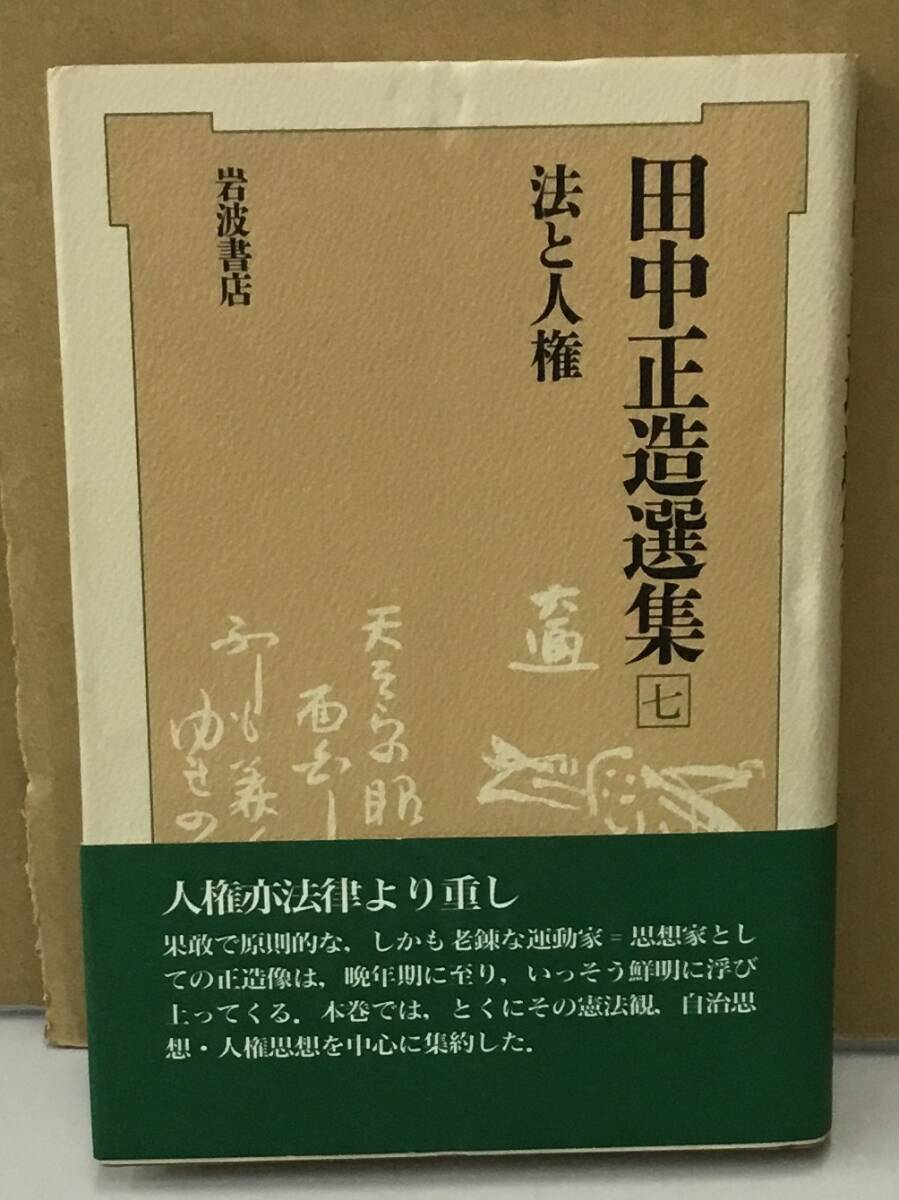 田中正造選集 七
法と人権
岩波書店
人権亦法律より重し
果敢で原則的な，しかも老錬な運動家＝思想家とし
ての正造像は，晩年期に至り，いっそう鮮明に浮び
上ってくる．本巻では，とくにその憲法観，自治思
想・人権思想を中心に集約した．